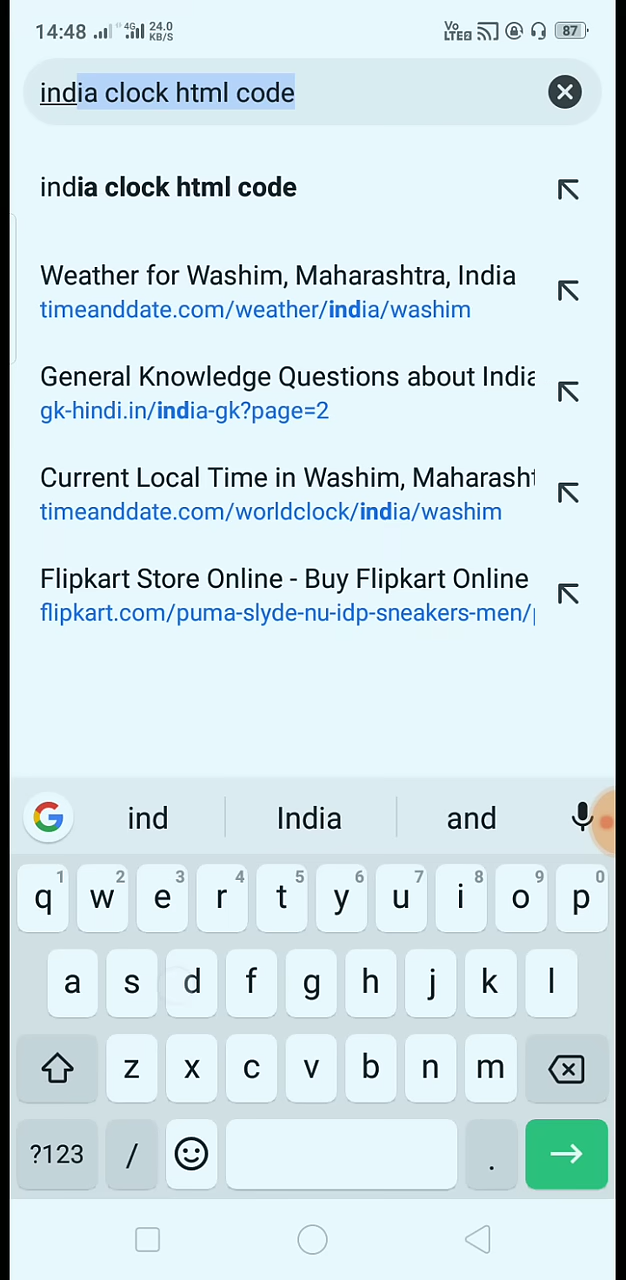 14:48 4G 24.0 KB/S Vo LTE2 87
india clock html code
india clock html code
Weather for Washim, Maharashtra, India
timeanddate.com/weather/india/washim
General Knowledge Questions about India
gk-hindi.in/india-gk?page=2
Current Local Time in Washim, Maharasht
timeanddate.com/worldclock/india/washim
Flipkart Store Online - Buy Flipkart Online
flipkart.com/puma-slyde-nu-idp-sneakers-men/p
ind India and
1 2 3 4 5 6 7 8 9 0
q w e r t y u i o p
a s d f g h j k l
z x c v b n m
?123 / .